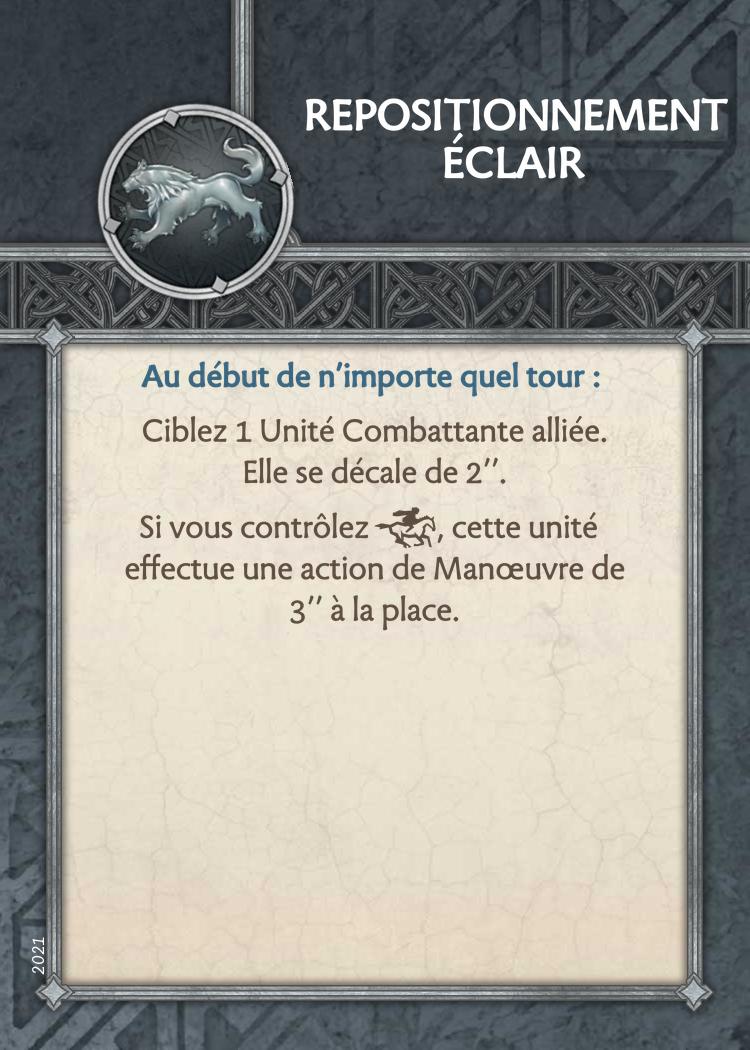 REPOSITIONNEMENT
ÉCLAIR
Au début de n’importe quel tour :
Ciblez 1 Unité Combattante alliée.
Elle se décale de 2’’.
Si vous contrôlez , cette unité
effectue une action de Manœuvre de
3’’ à la place.
2021